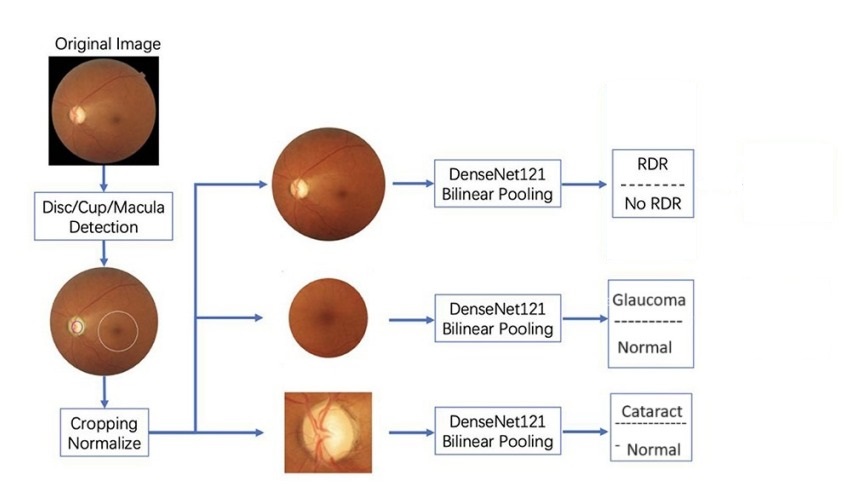 Original Image
Disc/Cup/Macula
Detection
Cropping
Normalize
DenseNet121
Bilinear Pooling
RDR
No RDR
DenseNet121
Bilinear Pooling
Glaucoma
Normal
DenseNet121
Bilinear Pooling
Cataract
Normal